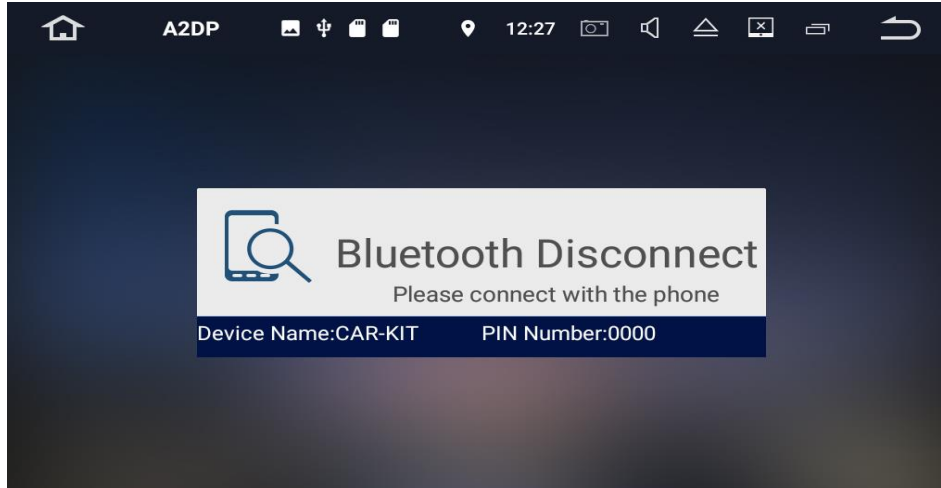 A2DP 12:27
Bluetooth Disconnect
Please connect with the phone
Device Name:CAR-KIT PIN Number:0000